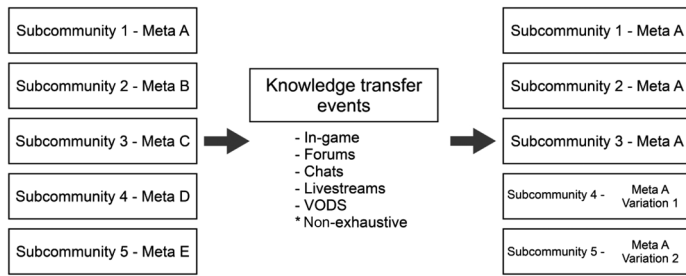 Subcommunity 1 - Meta A
Subcommunity 2 - Meta B
Subcommunity 3 - Meta C
Subcommunity 4 - Meta D
Subcommunity 5 - Meta E
Knowledge transfer
events
- In-game
- Forums
- Chats
- Livestreams
- VODS
* Non-exhaustive
Subcommunity 1 - Meta A
Subcommunity 2 - Meta A
Subcommunity 3 - Meta A
Subcommunity 4 - Meta A
Variation 1
Subcommunity 5 - Meta A
Variation 2